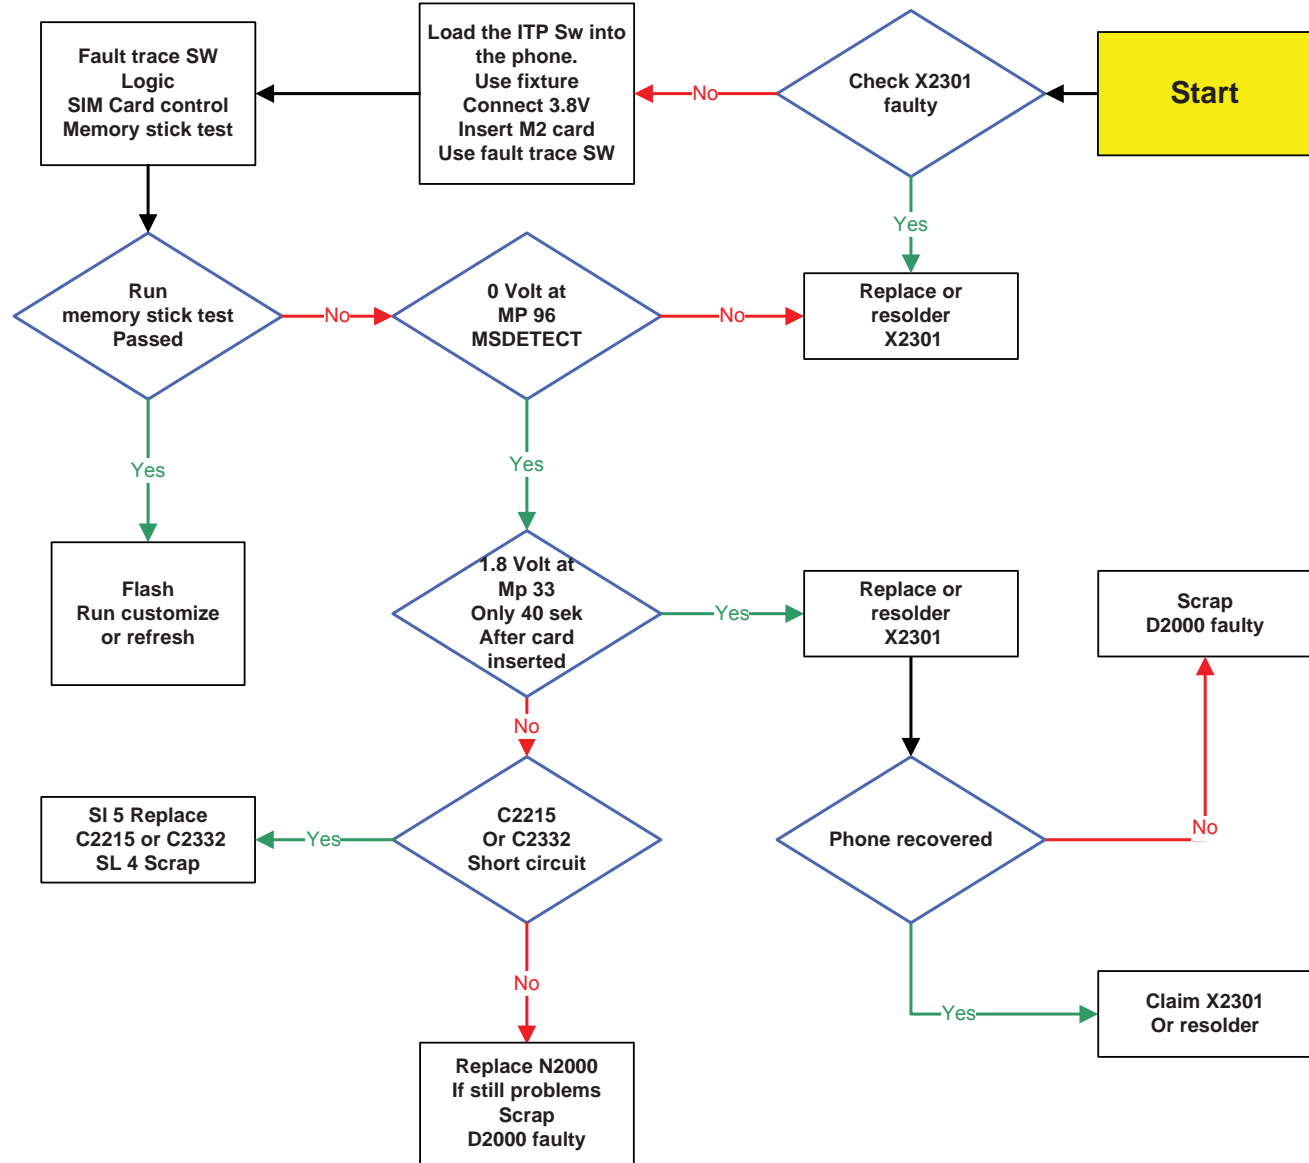 Start
Check X2301
faulty
No
Load the ITP Sw into
the phone.
Use fixture
Connect 3.8V
Insert M2 card
Use fault trace SW
Fault trace SW
Logic
SIM Card control
Memory stick test
Yes
Replace or
resolder
X2301
Run
memory stick test
Passed
No
0 Volt at
MP 96
MSDETECT
No
Yes
Flash
Run customize
or refresh
Yes
1.8 Volt at
Mp 33
Only 40 sek
After card
inserted
Yes
Replace or
resolder
X2301
Scrap
D2000 faulty
No
C2215
Or C2332
Short circuit
Yes
SI 5 Replace
C2215 or C2332
SL 4 Scrap
Phone recovered
No
No
Replace N2000
If still problems
Scrap
D2000 faulty
Yes
Claim X2301
Or resolder